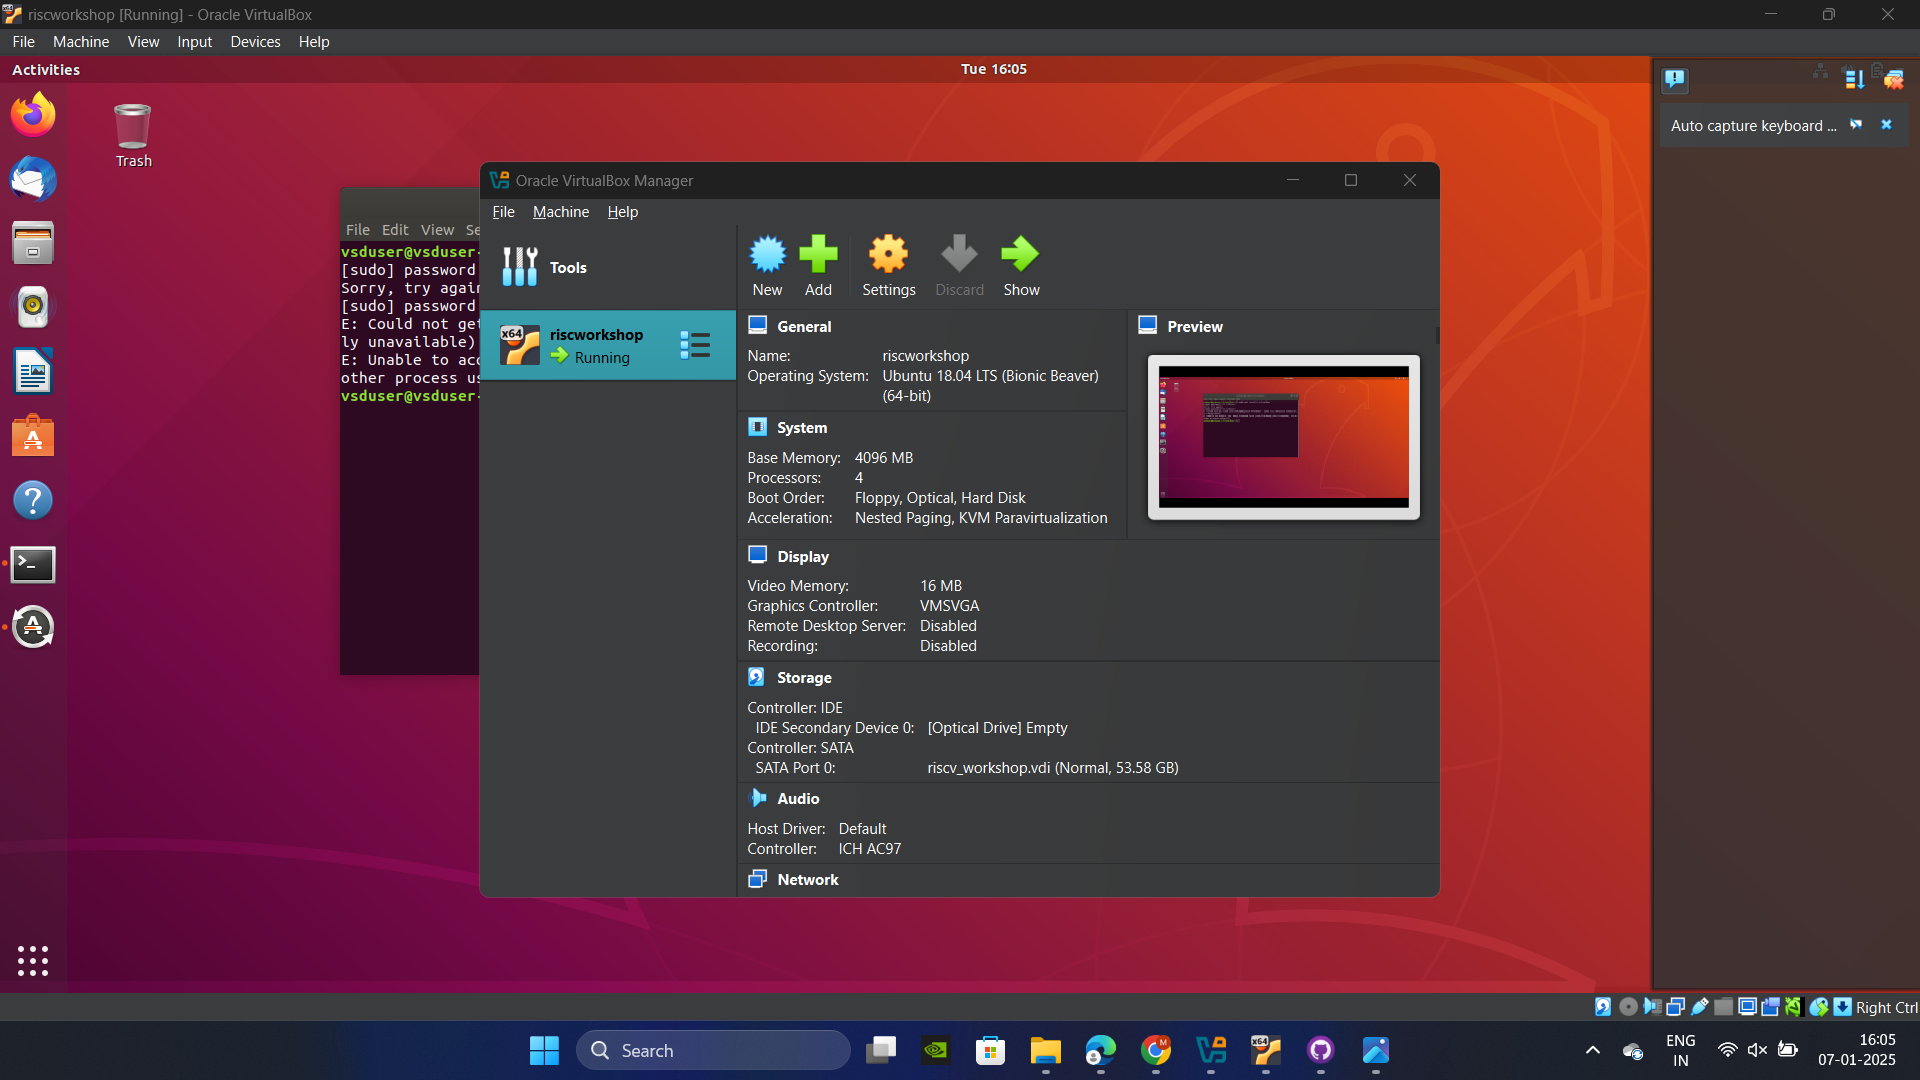 riscworkshop [Running] - Oracle VirtualBox
File Machine View Input Devices Help
Activities
Tue 16:05
Auto capture keyboard ...
Trash
File Edit View Se
vsduser@vsduser-
[sudo] password
Sorry, try again
[sudo] password
E: Could not get
ly unavailable)
E: Unable to acc
other process us
vsduser@vsduser-
Oracle VirtualBox Manager
File Machine Help
Tools
New Add Settings Discard Show
x64
riscworkshop
Running
General
Name: riscworkshop
Operating System: Ubuntu 18.04 LTS (Bionic Beaver)
(64-bit)
Preview
System
Base Memory: 4096 MB
Processors: 4
Boot Order: Floppy, Optical, Hard Disk
Acceleration: Nested Paging, KVM Paravirtualization
Display
Video Memory: 16 MB
Graphics Controller: VMSVGA
Remote Desktop Server: Disabled
Recording: Disabled
Storage
Controller: IDE
IDE Secondary Device 0: [Optical Drive] Empty
Controller: SATA
SATA Port 0: riscv_workshop.vdi (Normal, 53.58 GB)
Audio
Host Driver: Default
Controller: ICH AC97
Network
Right Ctrl
Search
ENG
IN
16:05
07-01-2025